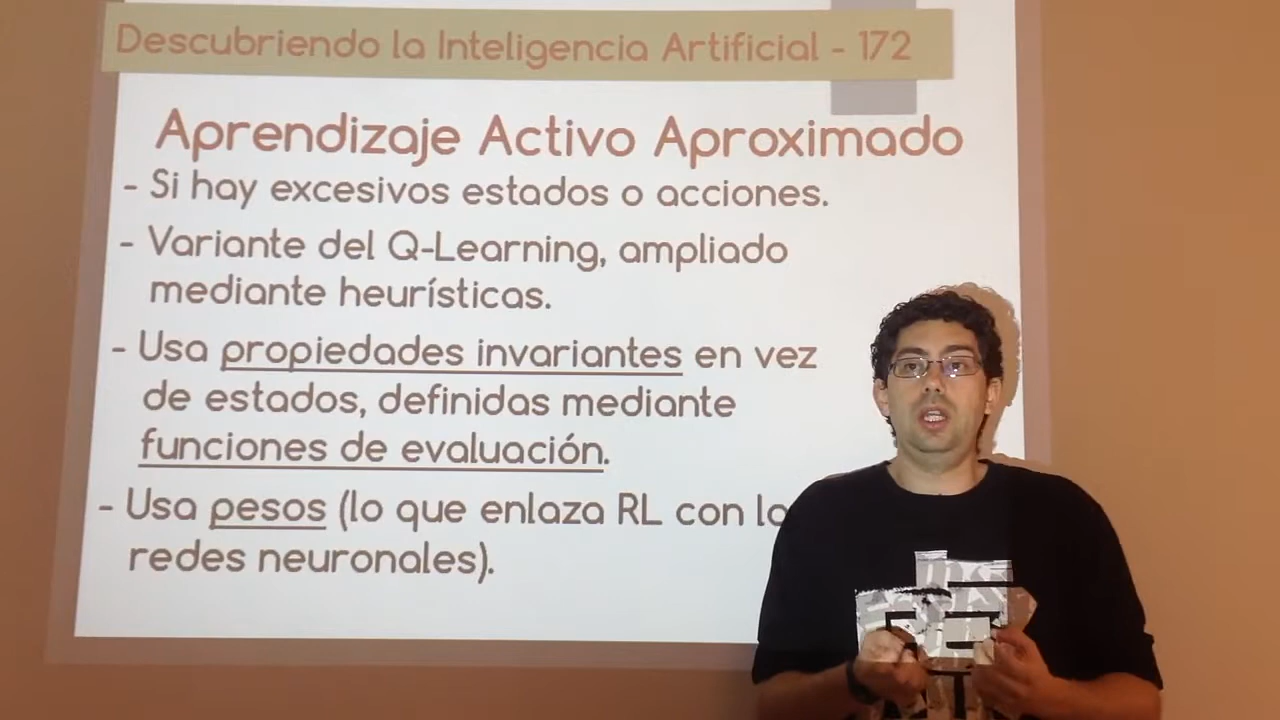 Descubriendo la Inteligencia Artificial - 172
Aprendizaje Activo Aproximado
- Si hay excesivos estados o acciones.
- Variante del Q-Learning, ampliado
mediante heurísticas.
- Usa propiedades invariantes en vez
de estados, definidas mediante
funciones de evaluación.
- Usa pesos (lo que enlaza RL con
redes neuronales).